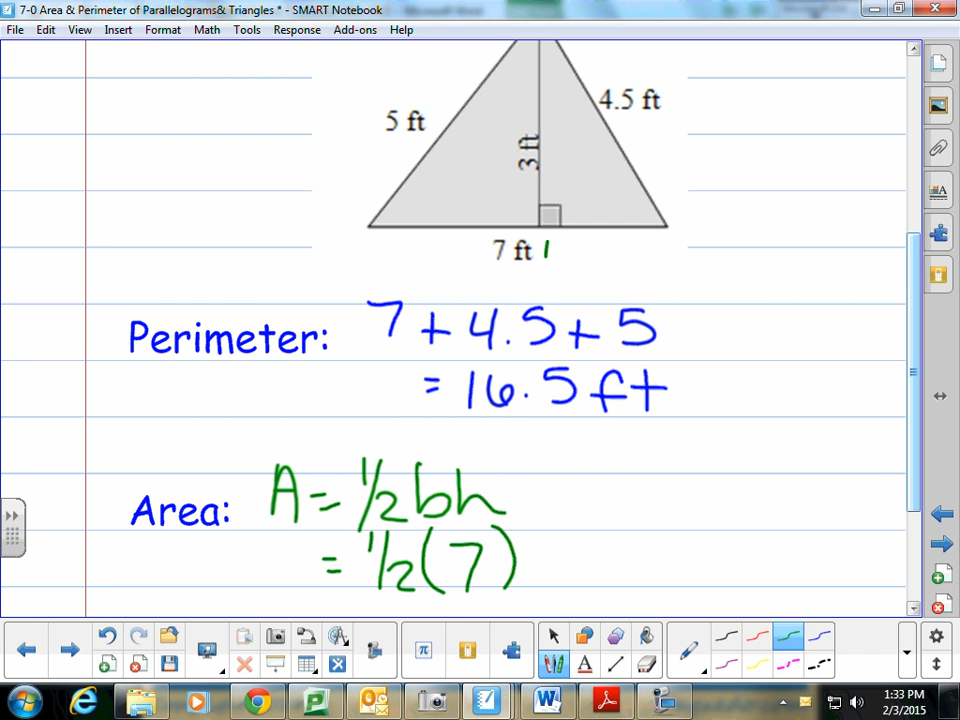 7-0 Area & Perimeter of Parallelograms& Triangles * - SMART Notebook
File Edit View Insert Format Math Tools Response Add-ons Help
5 ft
4.5 ft
3 ft
7 ft
Perimeter: 7 + 4.5 + 5
= 16.5 ft
Area: A = 1/2 bh
= 1/2 (7)
1:33 PM
2/3/2015